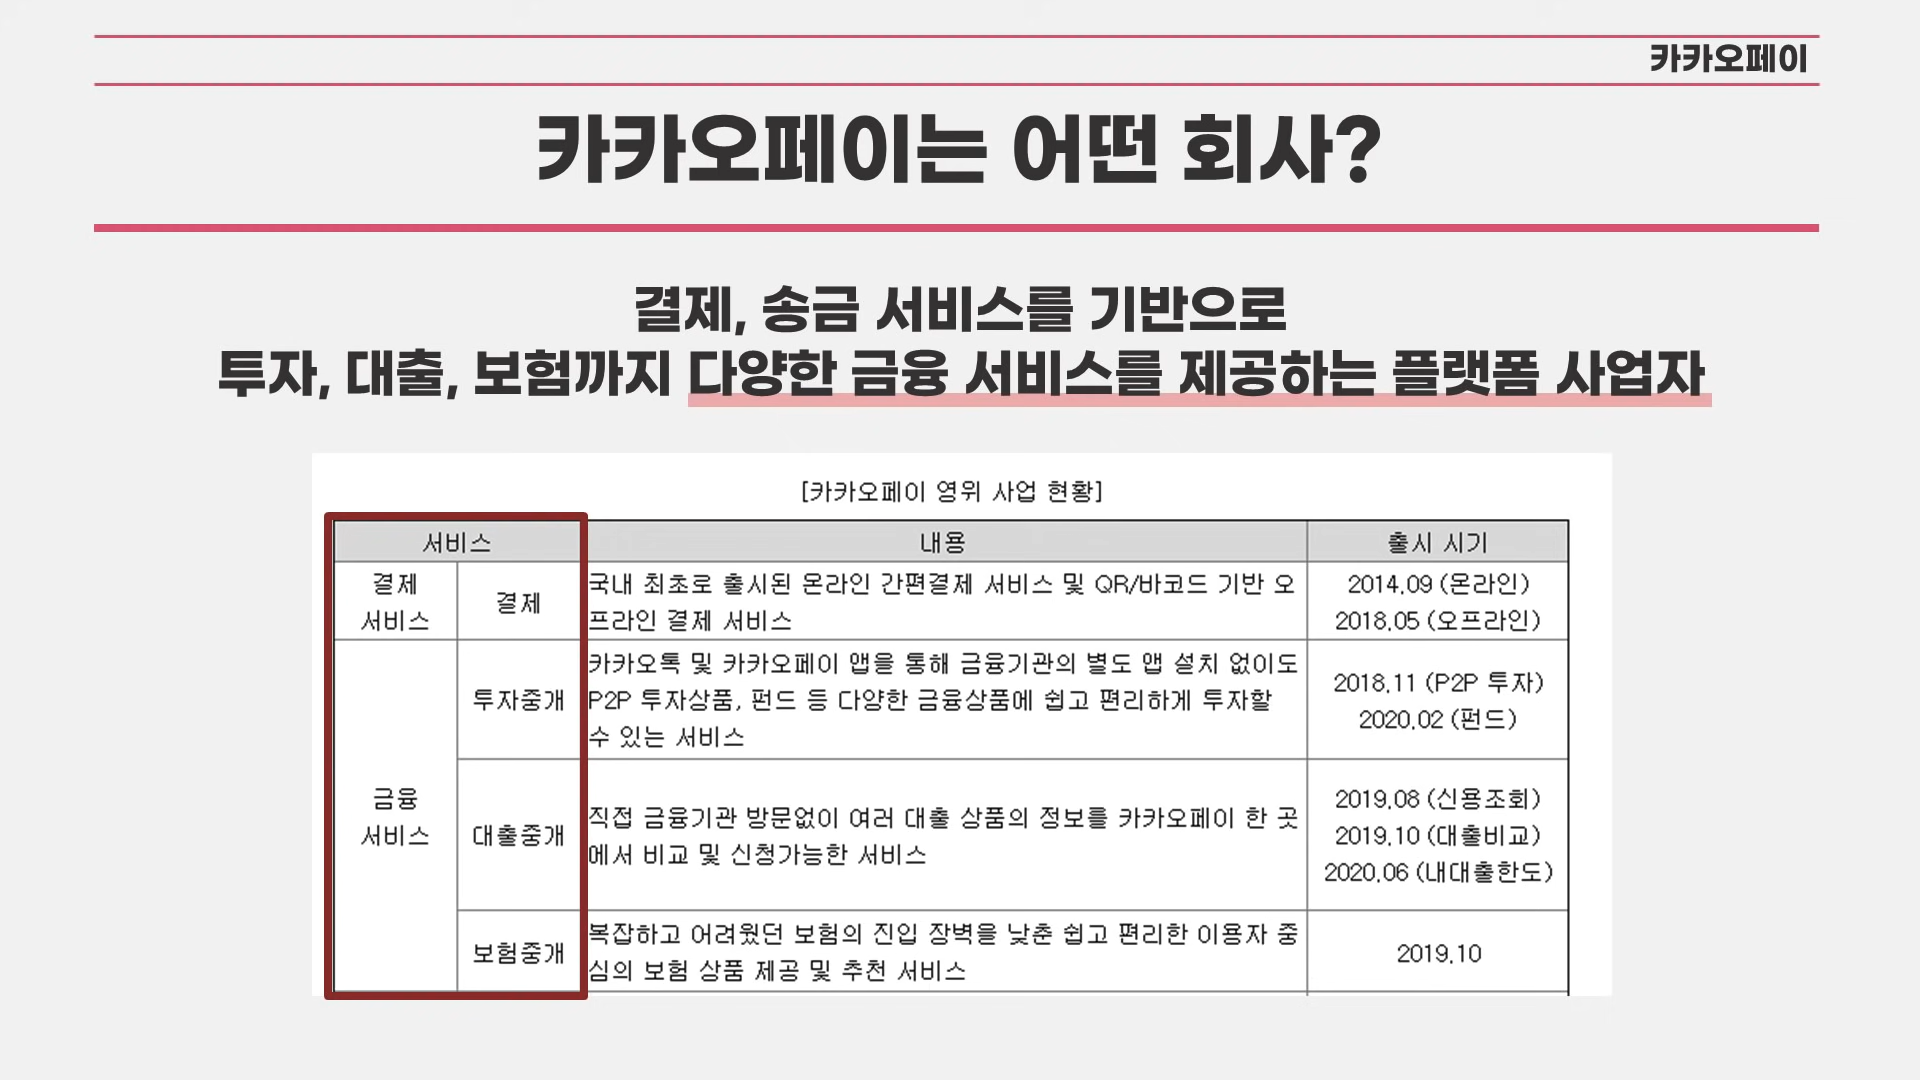 카카오페이
카카오페이는 어떤 회사?
결제, 송금 서비스를 기반으로
투자, 대출, 보험까지 다양한 금융 서비스를 제공하는 플랫폼 사업자
[카카오페이 영위 사업 현황]
서비스 내용 출시 시기
결제
서비스
결제
국내 최초로 출시된 온라인 간편결제 서비스 및 QR/바코드 기반 오
프라인 결제 서비스
2014.09 (온라인)
2018.05 (오프라인)
금융
서비스
투자중개
카카오톡 및 카카오페이 앱을 통해 금융기관의 별도 앱 설치 없이도
P2P 투자상품, 펀드 등 다양한 금융상품에 쉽고 편리하게 투자할
수 있는 서비스
2018.11 (P2P 투자)
2020.02 (펀드)
대출중개
직접 금융기관 방문없이 여러 대출 상품의 정보를 카카오페이 한 곳
에서 비교 및 신청가능한 서비스
2019.08 (신용조회)
2019.10 (대출비교)
2020.06 (내대출한도)
보험중개
복잡하고 어려웠던 보험의 진입 장벽을 낮춘 쉽고 편리한 이용자 중
심의 보험 상품 제공 및 추천 서비스
2019.10